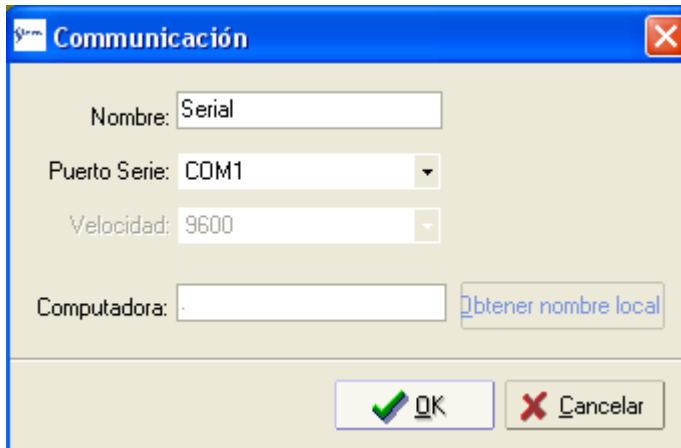 Communicación
Nombre: Serial
Puerto Serie: COM1
Velocidad: 9600
Computadora: . Obtener nombre local
OK Cancelar